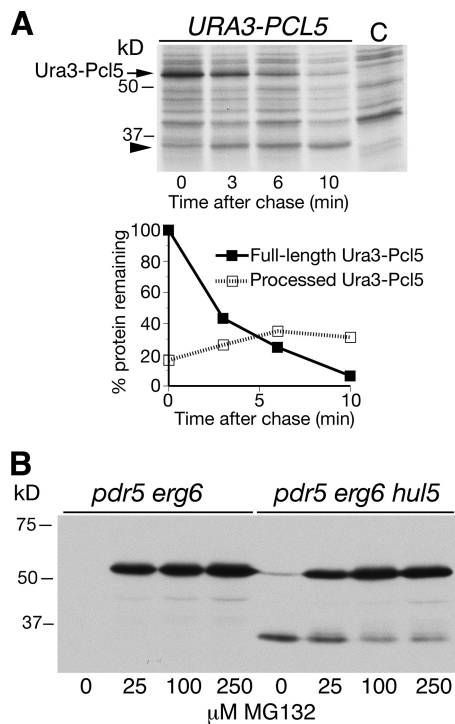 A
URA3-PCL5
C
kD
Ura3-Pcl5
50
37
0 3 6 10
Time after chase (min)
% protein remaining
100
80
60
40
20
0
Full-length Ura3-Pcl5
Processed Ura3-Pcl5
0 5 10
Time after chase (min)
B
kD
pdr5 erg6 pdr5 erg6 hul5
75
50
37
0 25 100 250 0 25 100 250
μM MG132